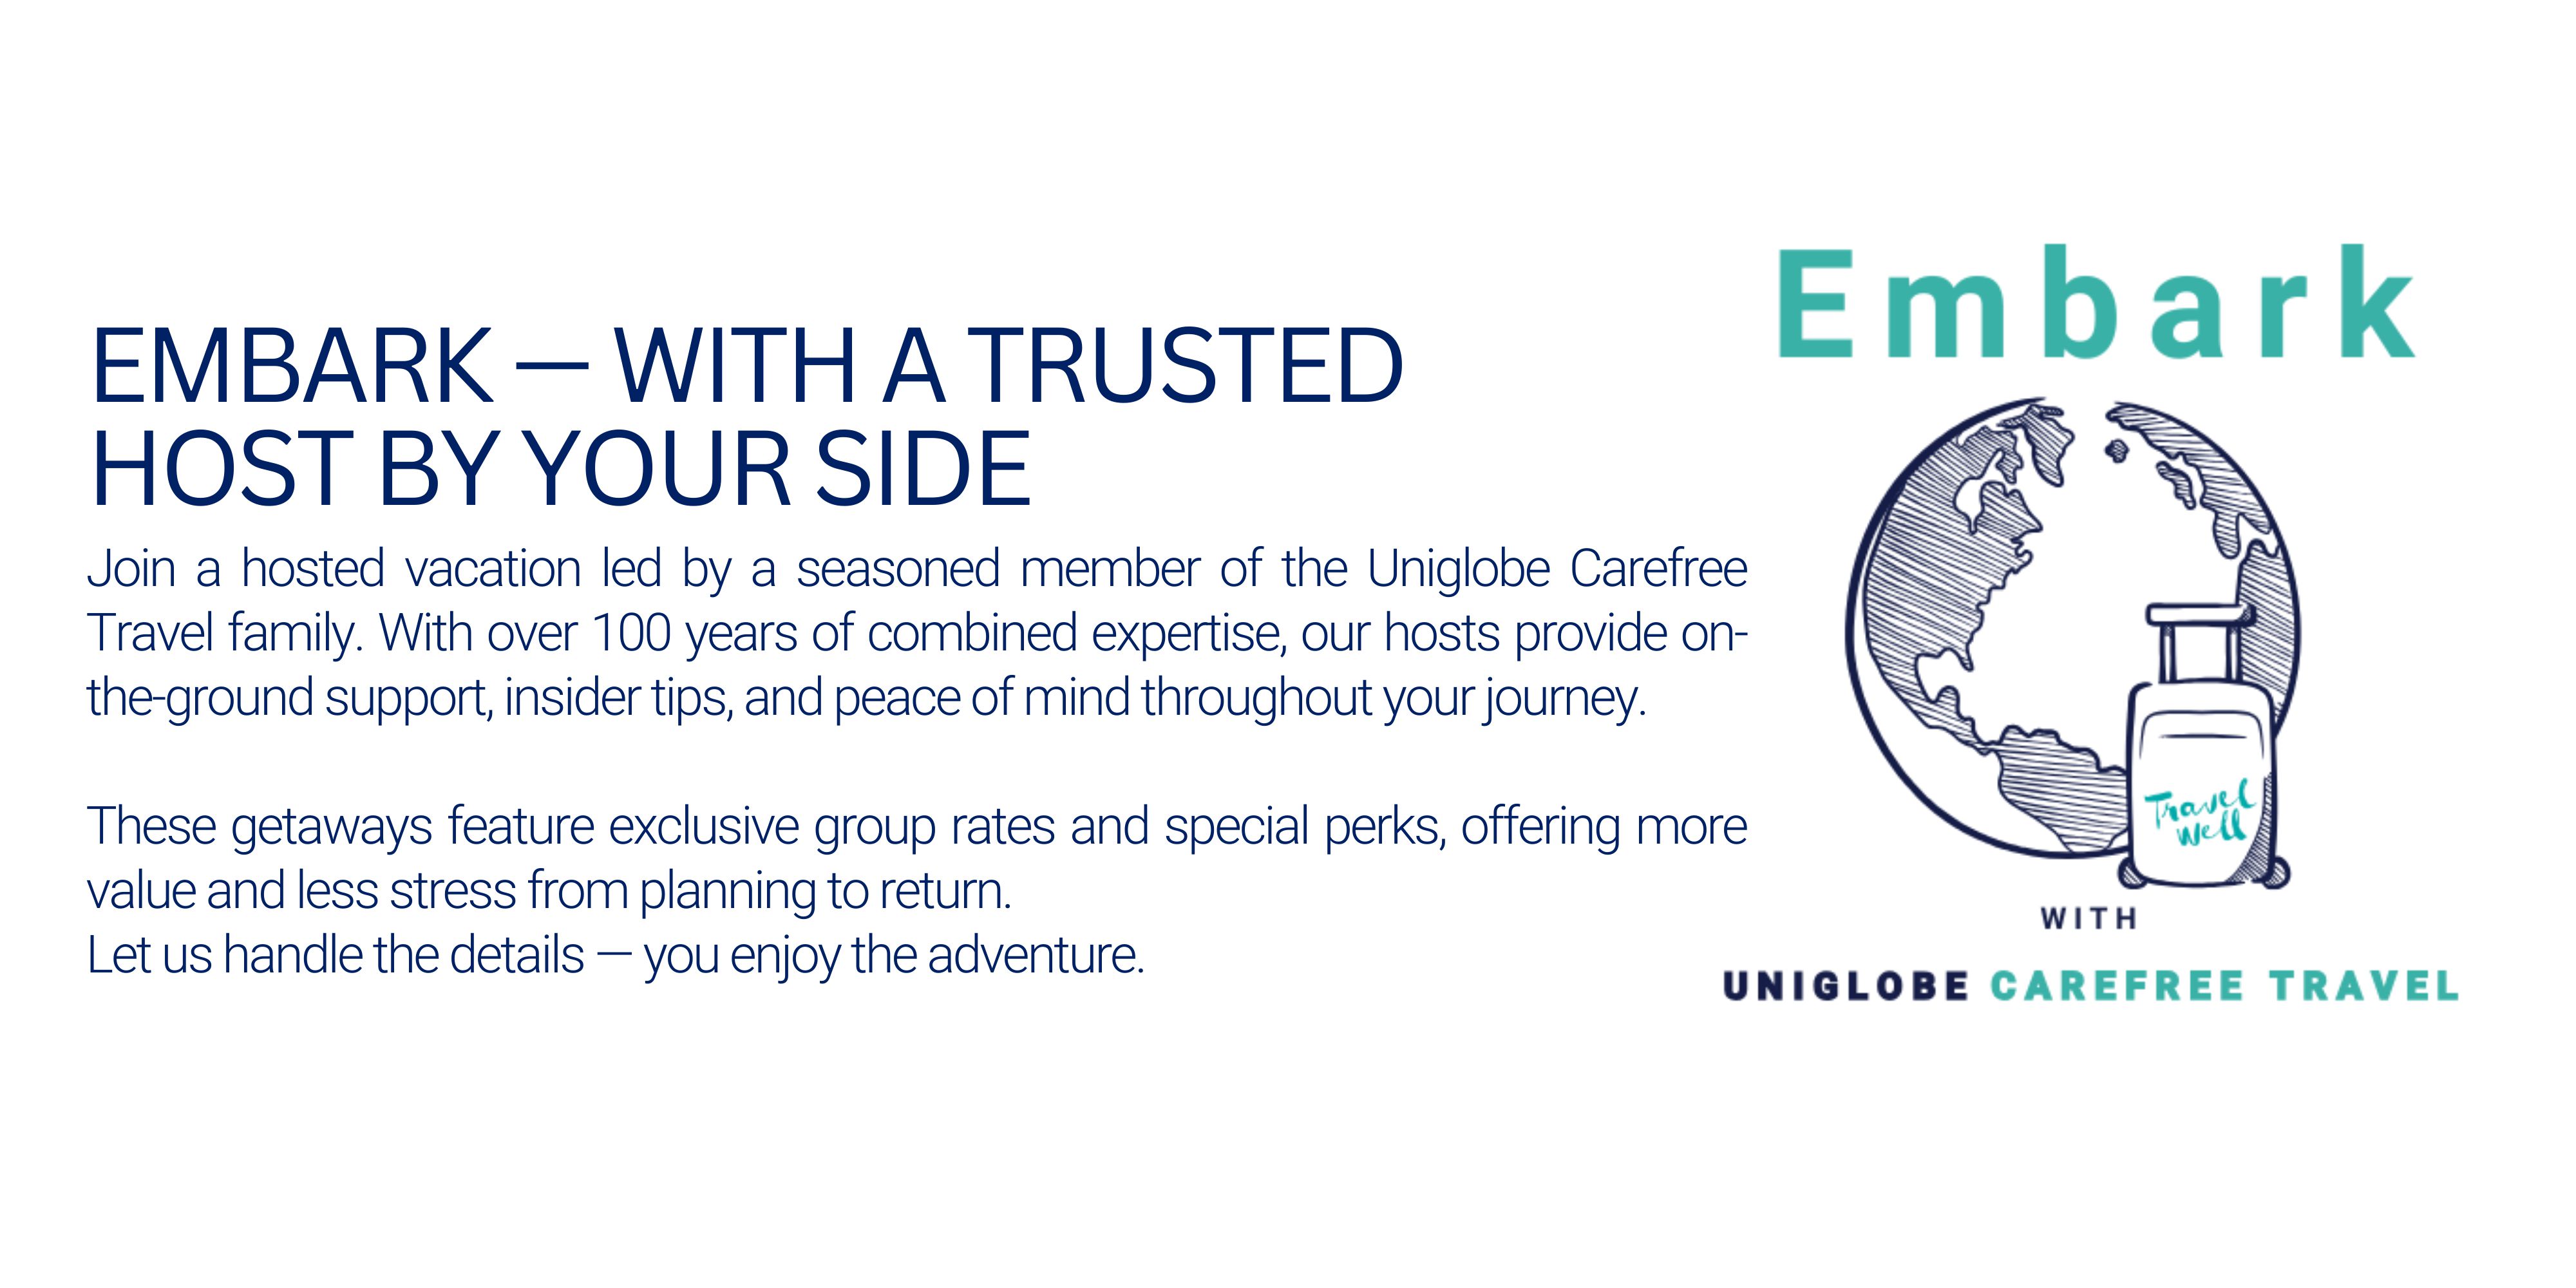 EMBARK — WITH A TRUSTED
HOST BY YOUR SIDE
Join a hosted vacation led by a seasoned member of the Uniglobe Carefree
Travel family. With over 100 years of combined expertise, our hosts provide on-
the-ground support, insider tips, and peace of mind throughout your journey.
These getaways feature exclusive group rates and special perks, offering more
value and less stress from planning to return.
Let us handle the details — you enjoy the adventure.
Embark
Travel
Well
WITH
UNIGLOBE CAREFREE TRAVEL